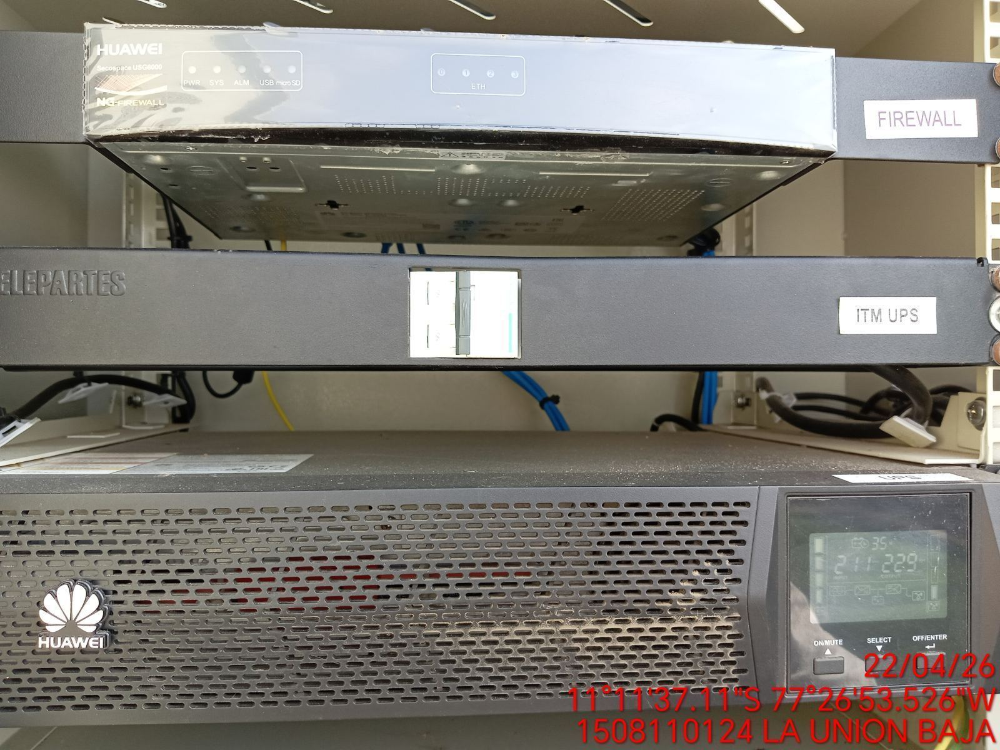 HUAWEI
Secospace USG6000
NG-FIREWALL
PWR SYS ALM USB microSD
0 1 2 3
ETH
FIREWALL
ELEPARTES
ITM UPS
UPS
35
211 229
HUAWEI
ON/MUTE SELECT OFF/ENTER
22/04/26
11°11'37.11"S 77°26'53.526"W
1508110124 LA UNION BAJA